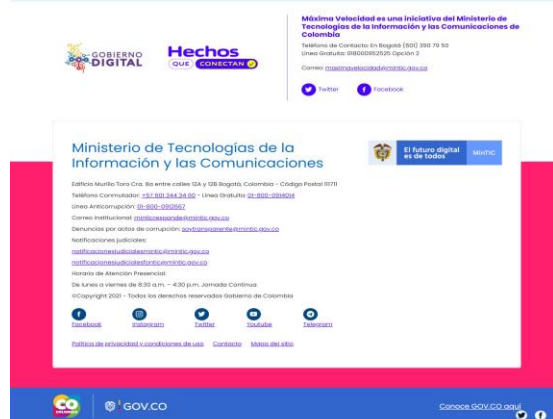 Máxima Velocidad es una iniciativa del Ministerio de
Tecnologías de la Información y las Comunicaciones de
Colombia
Teléfono de Contacto: En Bogotá (601) 390 79 50
Línea Gratuita: 018000952525 Opción 2
Correo: maximavelocidad@mintic.gov.co
Twitter
Facebook
GOBIERNO
DIGITAL
Hechos
QUE CONECTAN
Ministerio de Tecnologías de la
Información y las Comunicaciones
El futuro digital
es de todos
MinTIC
Edificio Murillo Toro Cra. 8a entre calles 12A y 12B Bogotá, Colombia - Código Postal 111711
Teléfono Conmutador: +57 601 344 34 60 - Línea Gratuita: 01-800-0914014
Línea Anticorrupción: 01-800-0912667
Correo Institucional: minticresponde@mintic.gov.co
Denuncias por actos de corrupción: soytransparente@mintic.gov.co
Notificaciones judiciales:
notificacionesjudicialesmintic@mintic.gov.co
notificacionesjudicialesfontic@mintic.gov.co
Horario de Atención Presencial:
De lunes a viernes de 8:30 a.m. – 4:30 p.m. Jornada Continua
©Copyright 2021 - Todos los derechos reservados Gobierno de Colombia
Facebook
Instagram
Twitter
Youtube
Telegram
Política de privacidad y condiciones de uso
Contacto
Mapa del sitio
CO
GOV.CO
Conoce GOV.CO aquí